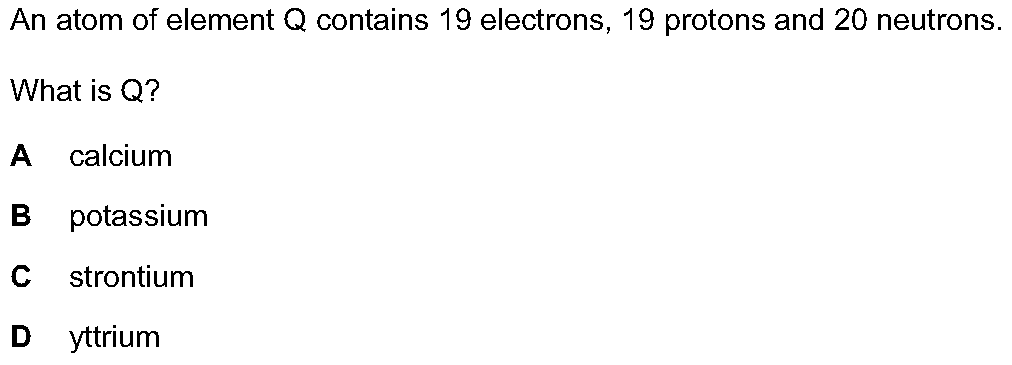 An atom of element Q contains 19 electrons, 19 protons and 20 neutrons.
What is Q?
A calcium
B potassium
C strontium
D yttrium